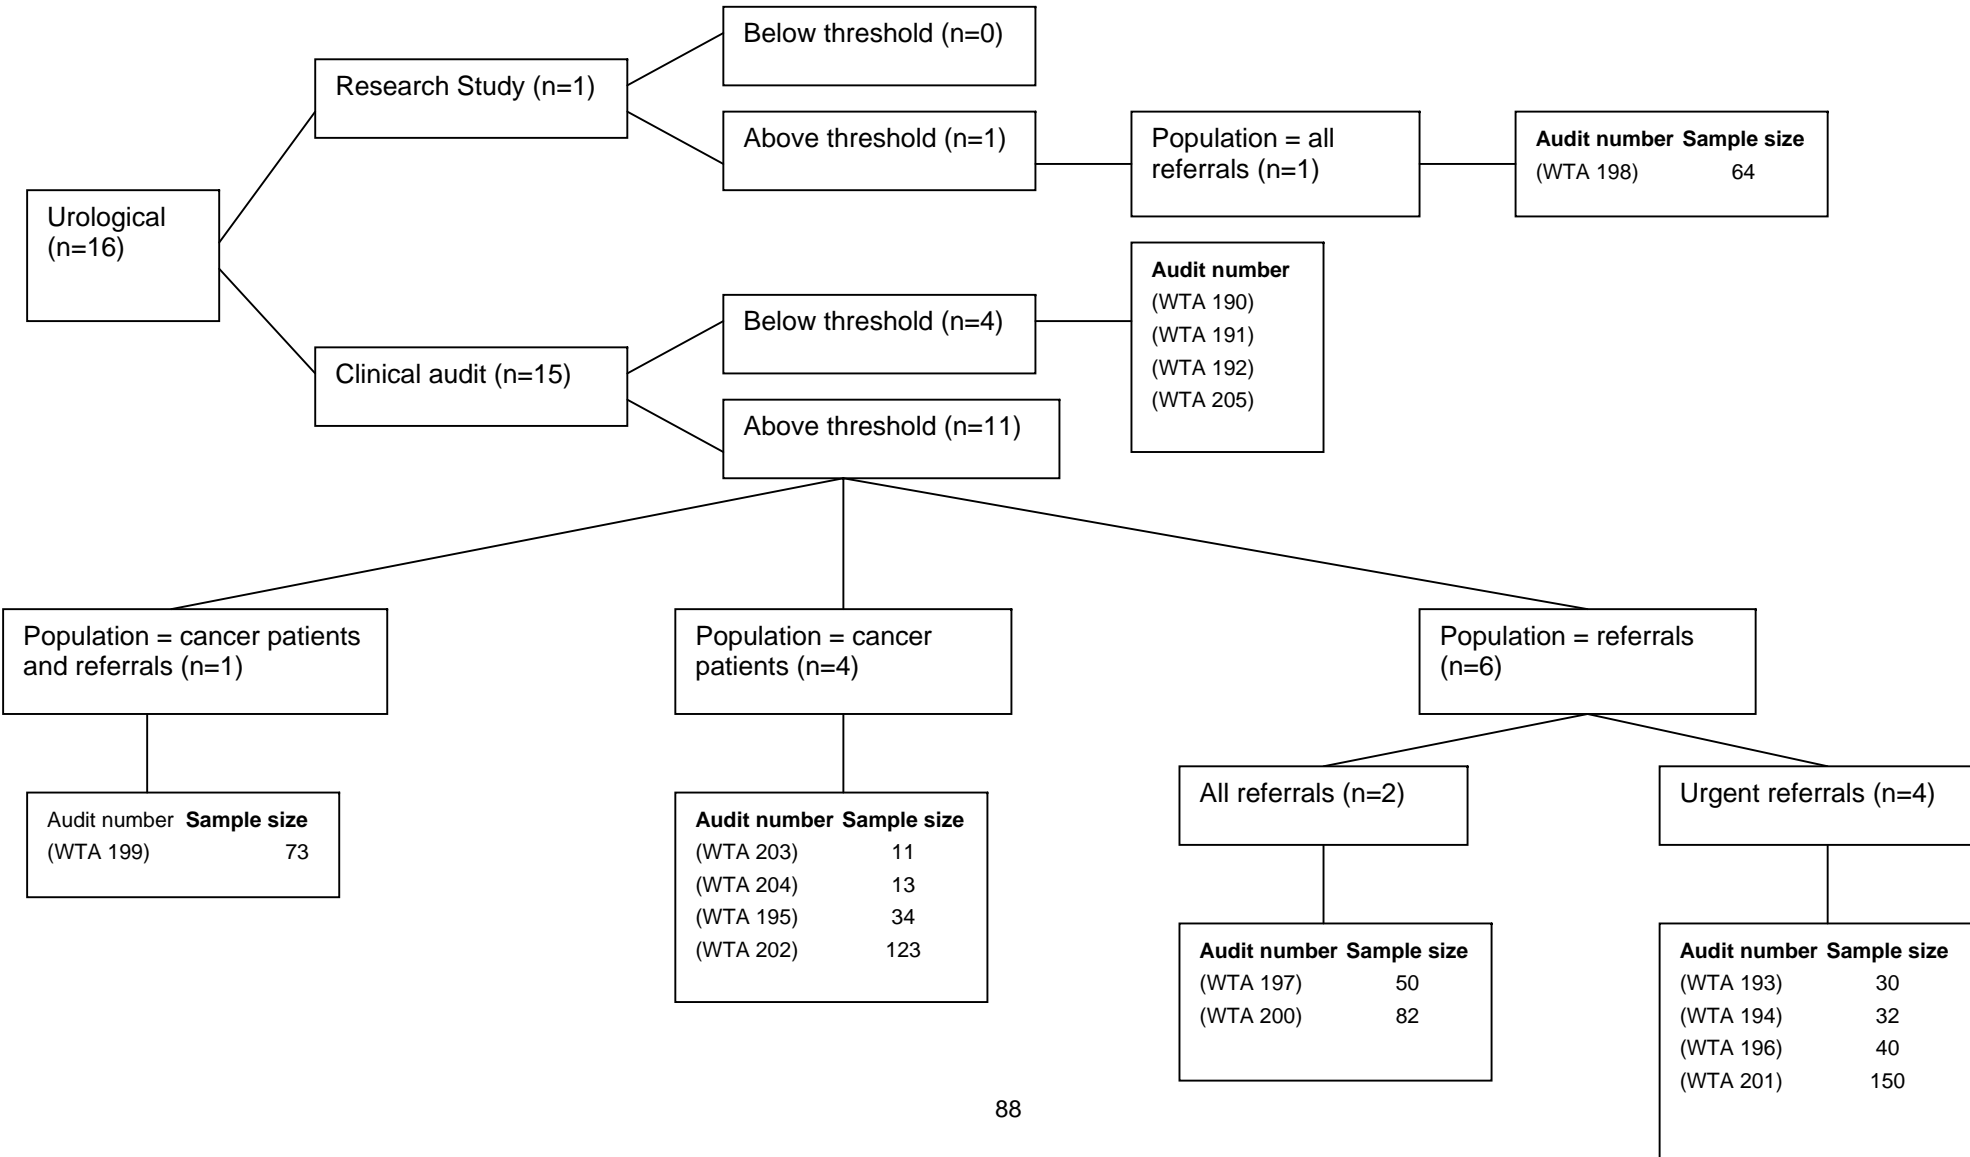 Below threshold (n=0)
Research Study (n=1)
Above threshold (n=1)
Population = all
referrals (n=1)
Audit number Sample size
(WTA 198) 64
Urological
(n=16)
Audit number
(WTA 190)
(WTA 191)
(WTA 192)
(WTA 205)
Below threshold (n=4)
Clinical audit (n=15)
Above threshold (n=11)
Population = cancer patients
and referrals (n=1)
Population = cancer
patients (n=4)
Population = referrals
(n=6)
All referrals (n=2)
Urgent referrals (n=4)
Audit number Sample size
(WTA 199) 73
Audit number Sample size
(WTA 203) 11
(WTA 204) 13
(WTA 195) 34
(WTA 202) 123
Audit number Sample size
(WTA 197) 50
(WTA 200) 82
Audit number Sample size
(WTA 193) 30
(WTA 194) 32
(WTA 196) 40
(WTA 201) 150
88